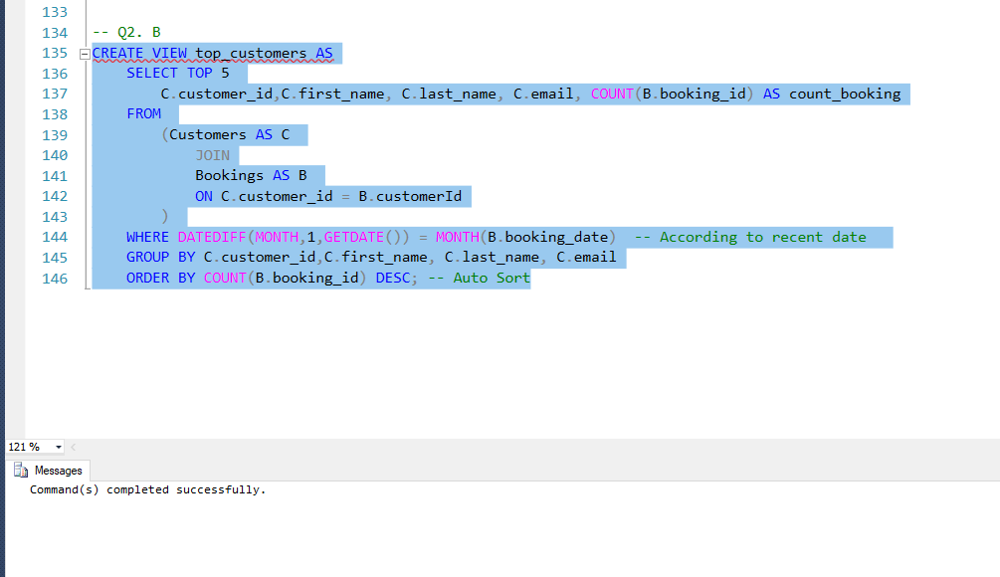 133
134 -- Q2. B
135 CREATE VIEW top_customers AS
136 SELECT TOP 5
137 C.customer_id,C.first_name, C.last_name, C.email, COUNT(B.booking_id) AS count_booking
138 FROM
139 (Customers AS C
140 JOIN
141 Bookings AS B
142 ON C.customer_id = B.customerId
143 )
144 WHERE DATEDIFF(MONTH,1,GETDATE()) = MONTH(B.booking_date) -- According to recent date
145 GROUP BY C.customer_id,C.first_name, C.last_name, C.email
146 ORDER BY COUNT(B.booking_id) DESC; -- Auto Sort
121 %
Messages
Command(s) completed successfully.